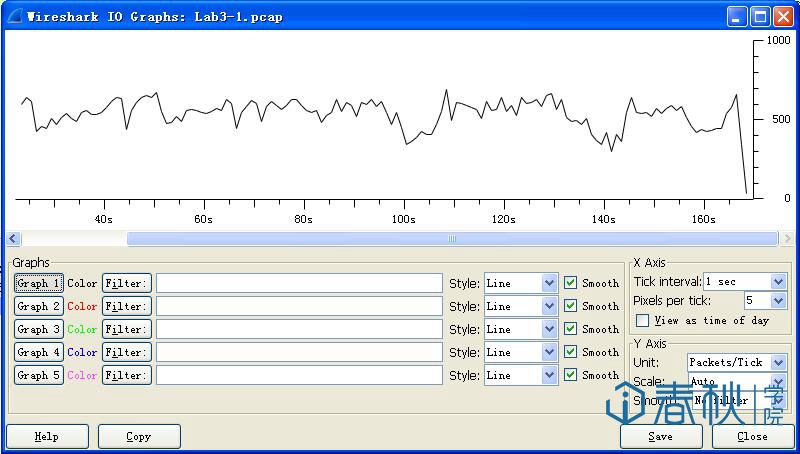 Wireshark IO Graphs: Lab3-1.pcap
1000
500
0
40s 60s 80s 100s 120s 140s 160s
Graphs
Graph 1 Color Filter: Style: Line Smooth
Graph 2 Color Filter: Style: Line Smooth
Graph 3 Color Filter: Style: Line Smooth
Graph 4 Color Filter: Style: Line Smooth
Graph 5 Color Filter: Style: Line Smooth
X Axis
Tick interval: 1 sec
Pixels per tick: 5
View as time of day
Y Axis
Unit: Packets/Tick
Scale: Auto
Smooth: No filter
春秋学院
Help Copy Save Close